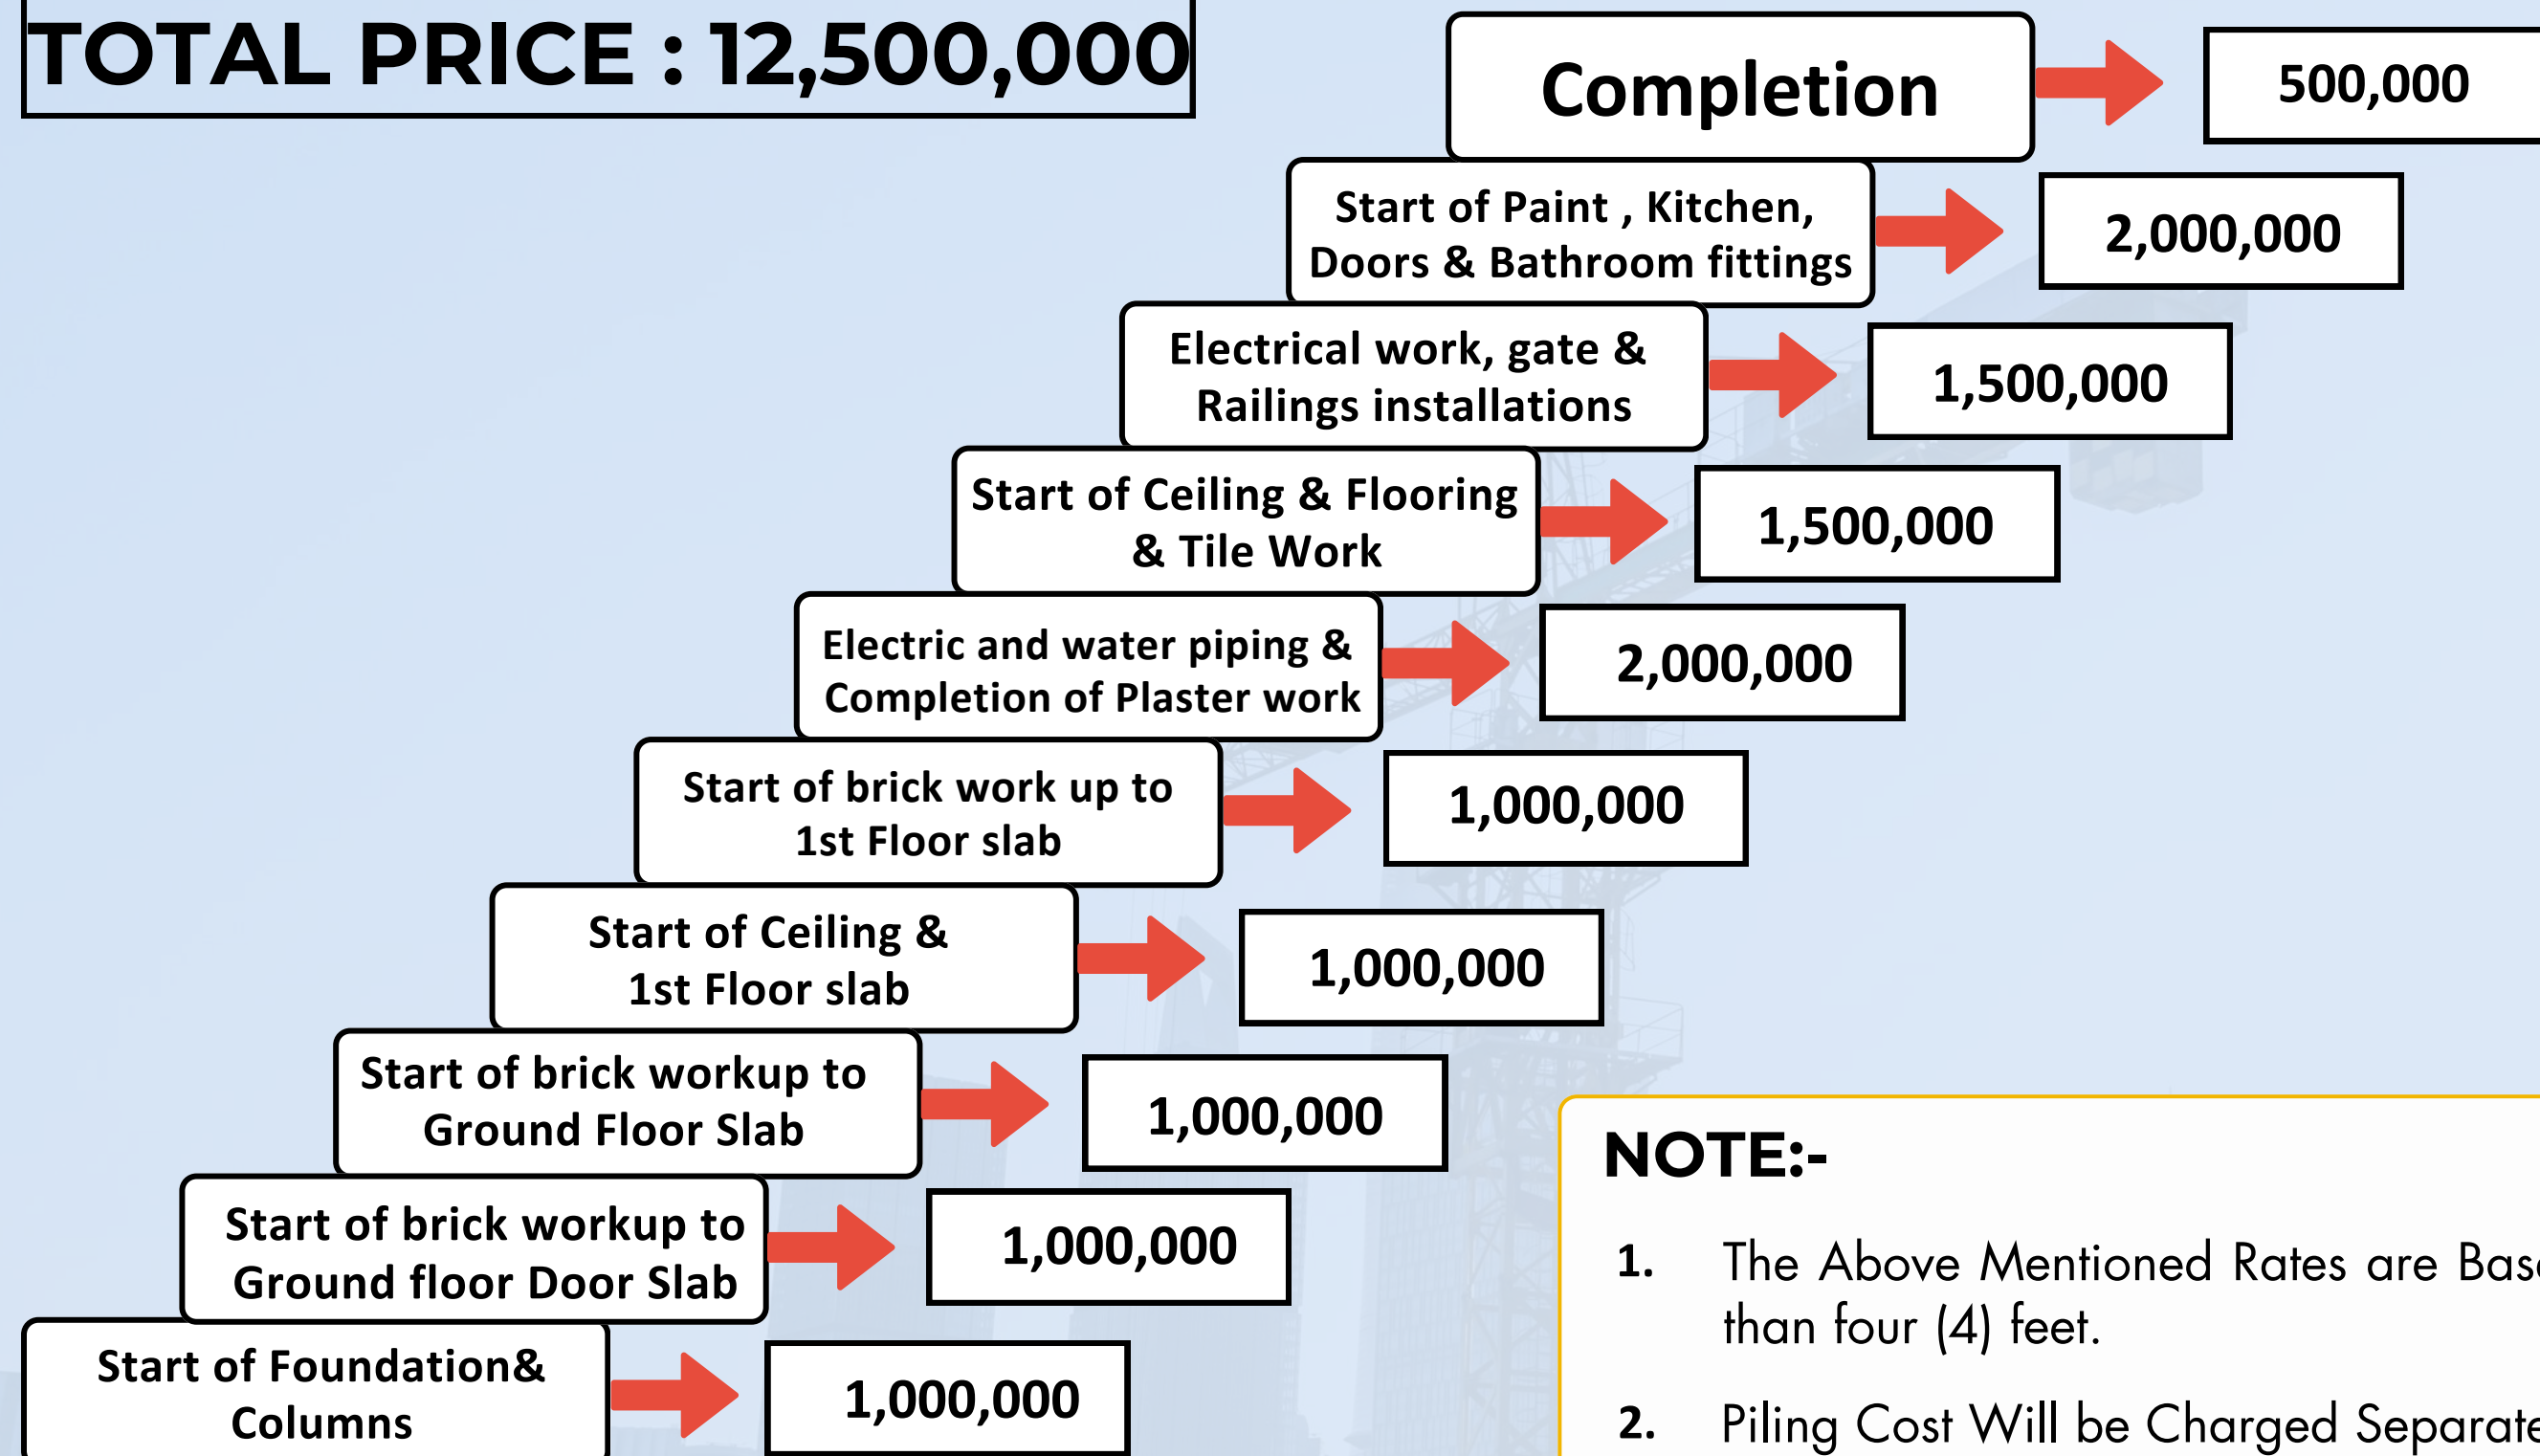 TOTAL PRICE : 12,500,000
Completion
500,000
Start of Paint , Kitchen,
Doors & Bathroom fittings
2,000,000
Electrical work, gate &
Railings installations
1,500,000
Start of Ceiling & Flooring
& Tile Work
1,500,000
Electric and water piping &
Completion of Plaster work
2,000,000
Start of brick work up to
1st Floor slab
1,000,000
Start of Ceiling &
1st Floor slab
1,000,000
Start of brick workup to
Ground Floor Slab
1,000,000
Start of brick workup to
Ground floor Door Slab
1,000,000
Start of Foundation&
Columns
1,000,000
NOTE:-
1. The Above Mentioned Rates are
than four (4) feet.
2. Piling Cost Will be Charged